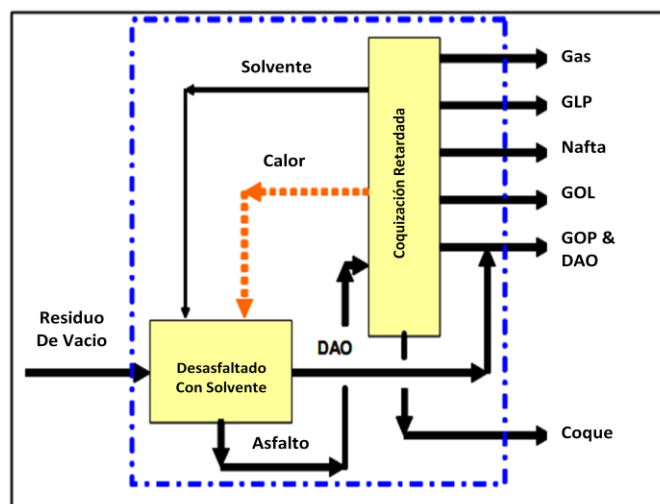 Solvente
Calor
Residuo
De Vacio
Desasfaltado
Con Solvente
Asfalto
DAO
Coquización Retardada
Gas
GLP
Nafta
GOL
GOP &
DAO
Coque